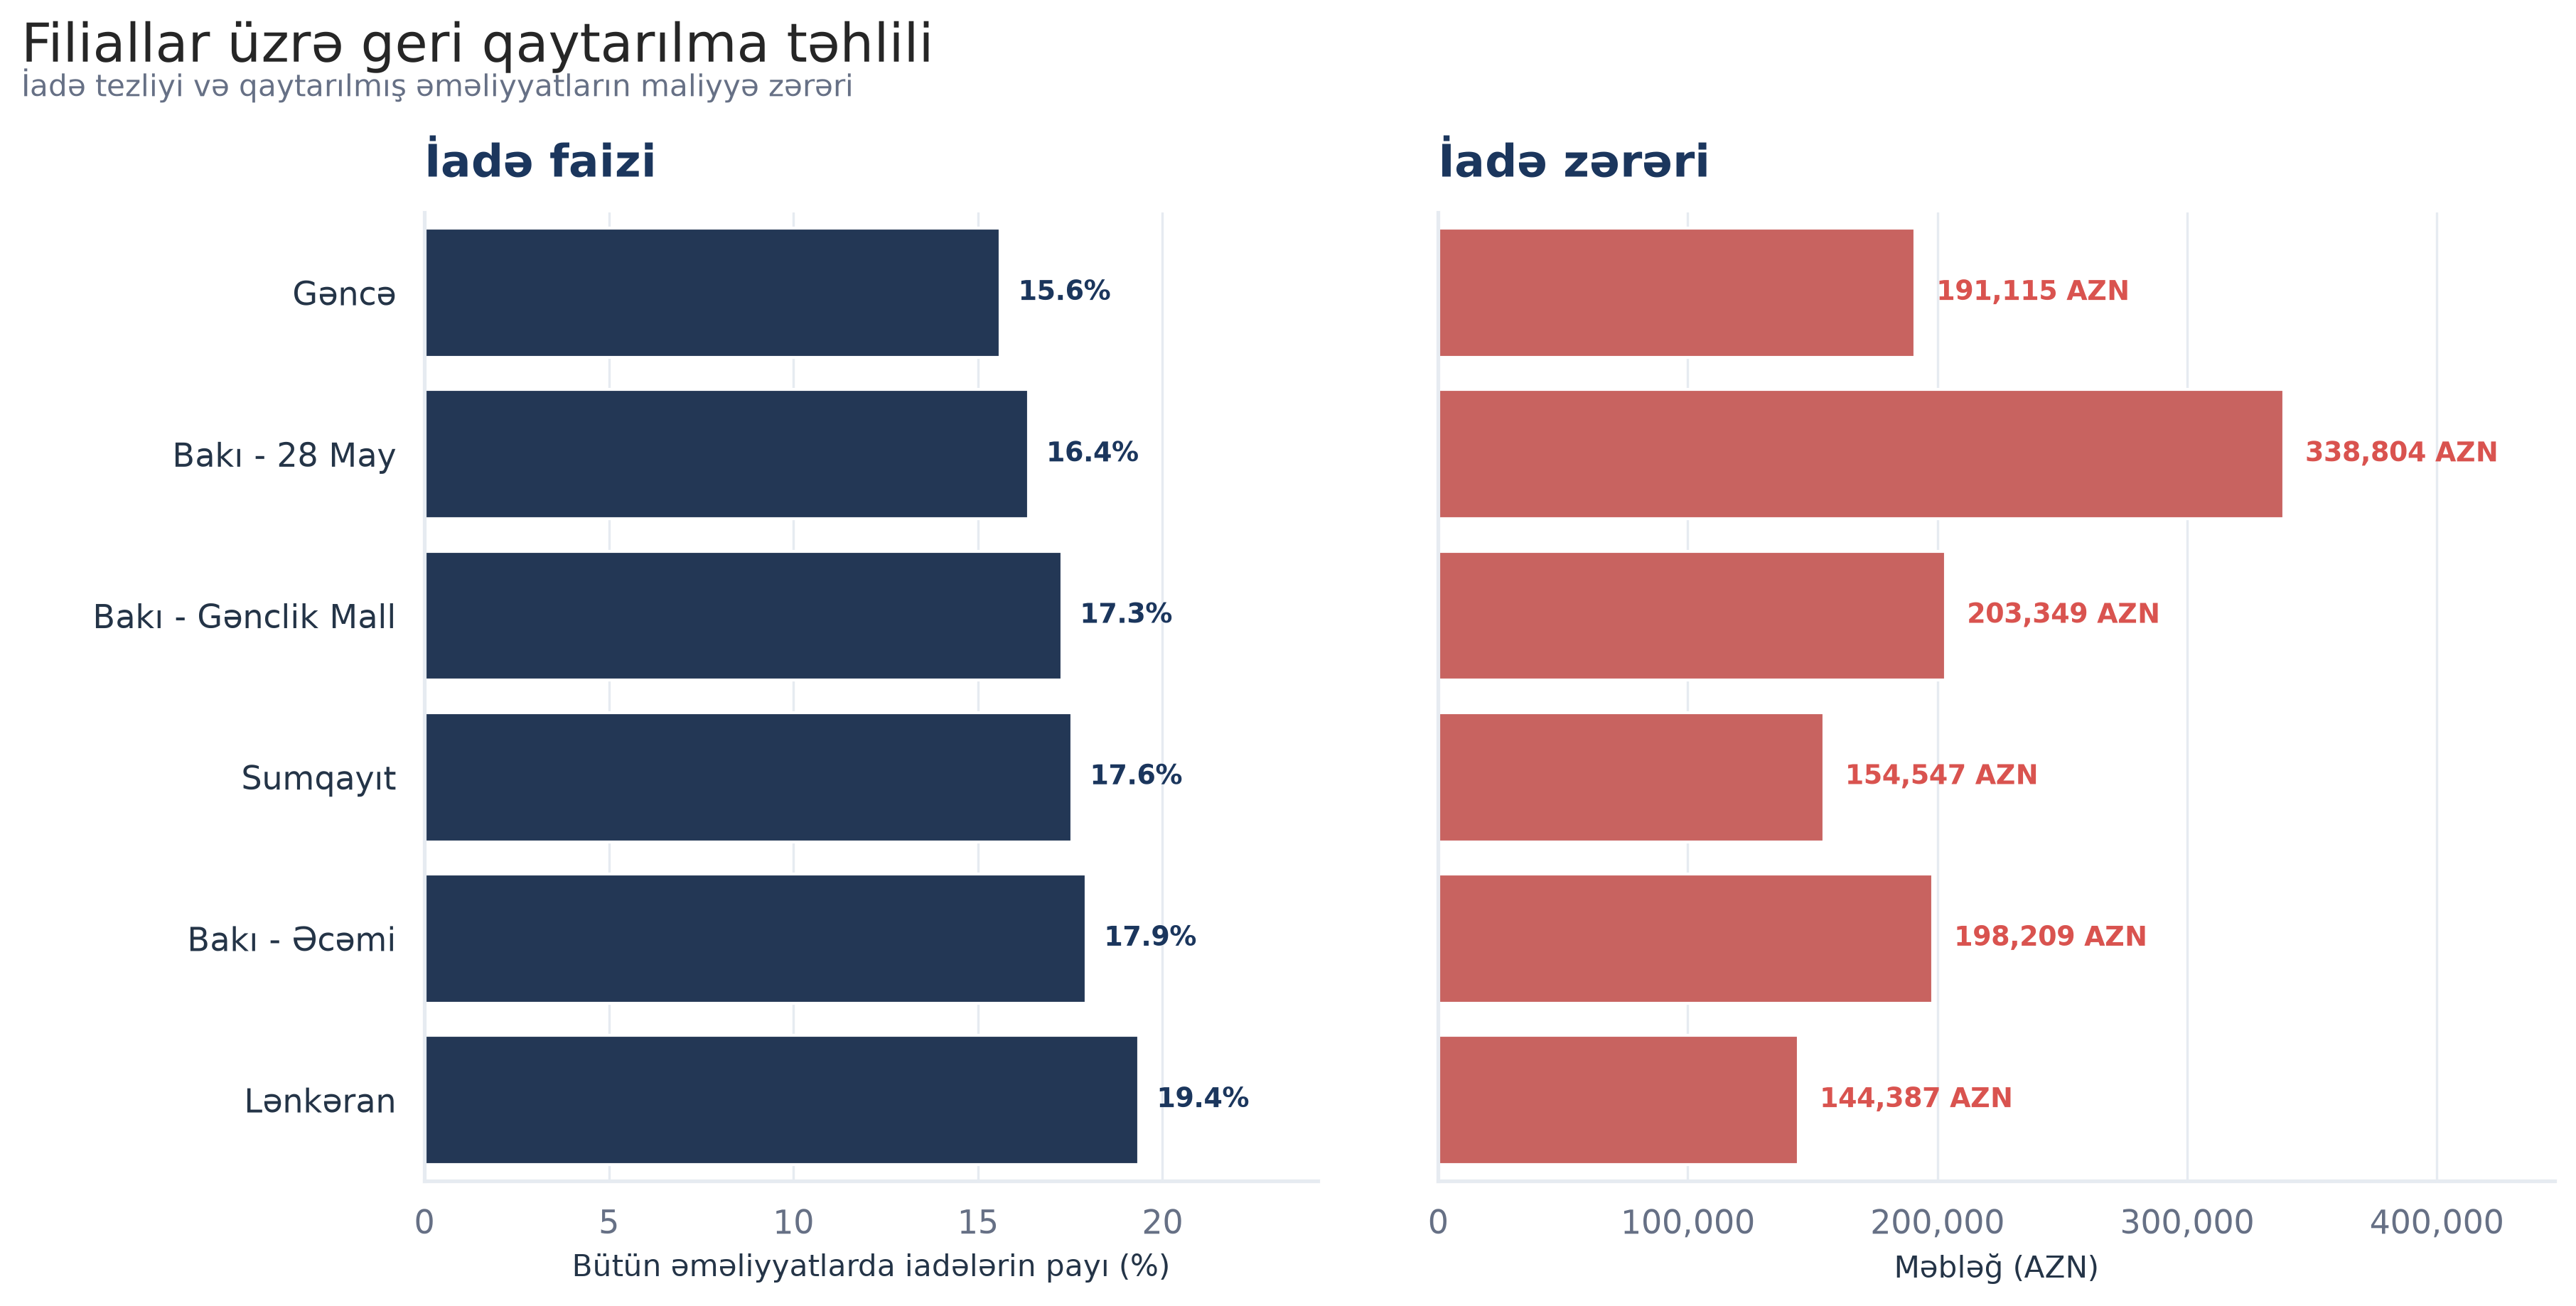 Filiallar üzrə geri qaytarılma təhlili
İadə tezliyi və qaytarılmış əməliyyatların maliyyə zərəri
İadə faizi
Gəncə
15.6%
Bakı - 28 May
16.4%
Bakı - Gənclik Mall
17.3%
Sumqayıt
17.6%
Bakı - Əcəmi
17.9%
Lənkəran
19.4%
0 5 10 15 20
Bütün əməliyyatlarda iadələrin payı (%)
İadə zərəri
191,115 AZN
338,804 AZN
203,349 AZN
154,547 AZN
198,209 AZN
144,387 AZN
0 100,000 200,000 300,000 400,000
Məbləğ (AZN)